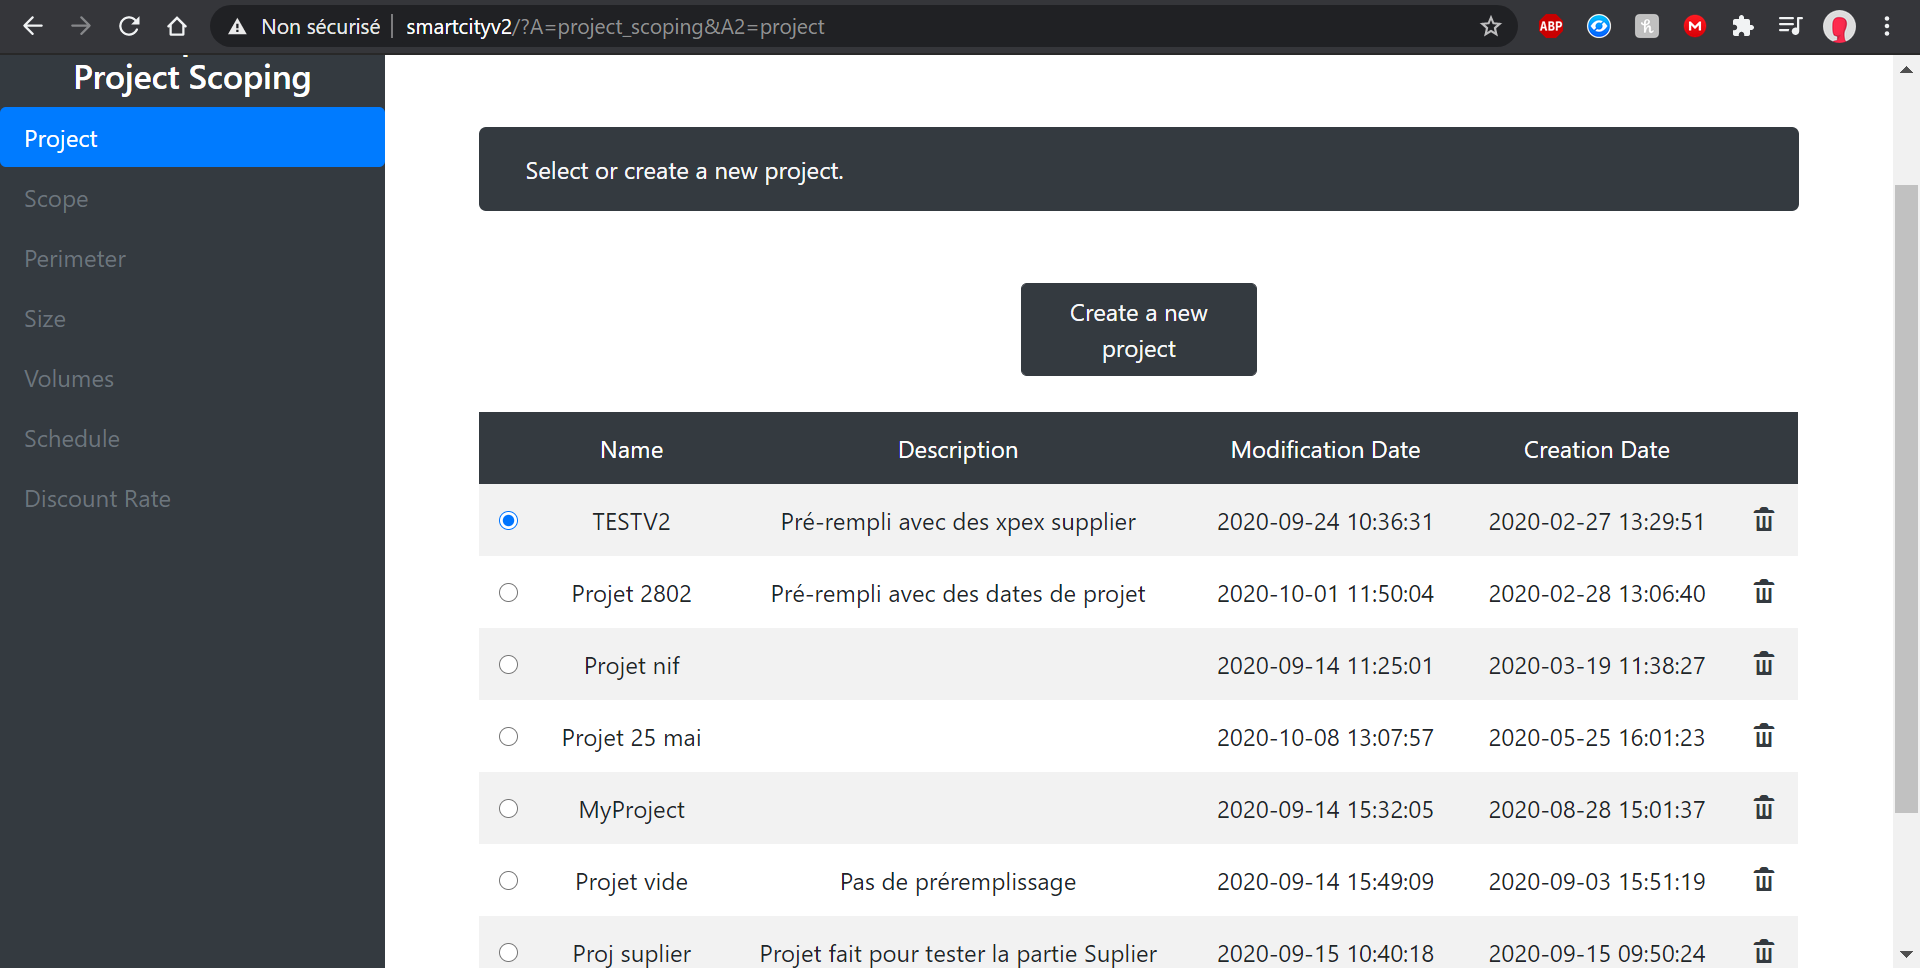 Non sécurisé | smartcityv2/?A=project_scoping&A2=project
ABP
Project Scoping
Project
Scope
Perimeter
Size
Volumes
Schedule
Discount Rate
Select or create a new project.
Create a new
project
Name Description Modification Date Creation Date
TESTV2 Pré-rempli avec des xpex supplier 2020-09-24 10:36:31 2020-02-27 13:29:51
Projet 2802 Pré-rempli avec des dates de projet 2020-10-01 11:50:04 2020-02-28 13:06:40
Projet nif 2020-09-14 11:25:01 2020-03-19 11:38:27
Projet 25 mai 2020-10-08 13:07:57 2020-05-25 16:01:23
MyProject 2020-09-14 15:32:05 2020-08-28 15:01:37
Projet vide Pas de préremplissage 2020-09-14 15:49:09 2020-09-03 15:51:19
Proj suplier Projet fait pour tester la partie Suplier 2020-09-15 10:40:18 2020-09-15 09:50:24